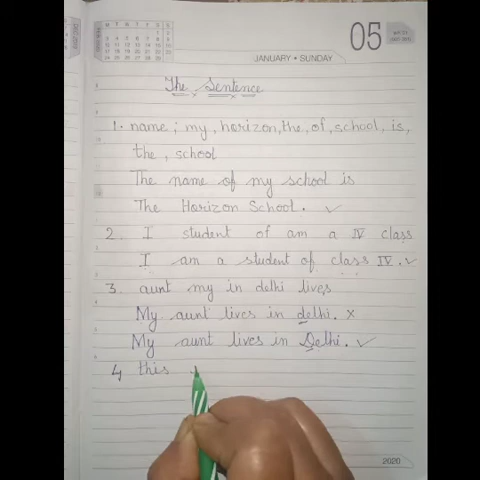 05
JANUARY • SUNDAY
The Sentence
1. name; my, horizon, the, of, school, is,
the, school
The name of my school is
The Horizon School. ✓
2. I student of am a IV class
I am a student of class IV. ✓
3. aunt my in delhi lives
My aunt lives in delhi. ×
My aunt lives in Delhi. ✓
4 this
2020